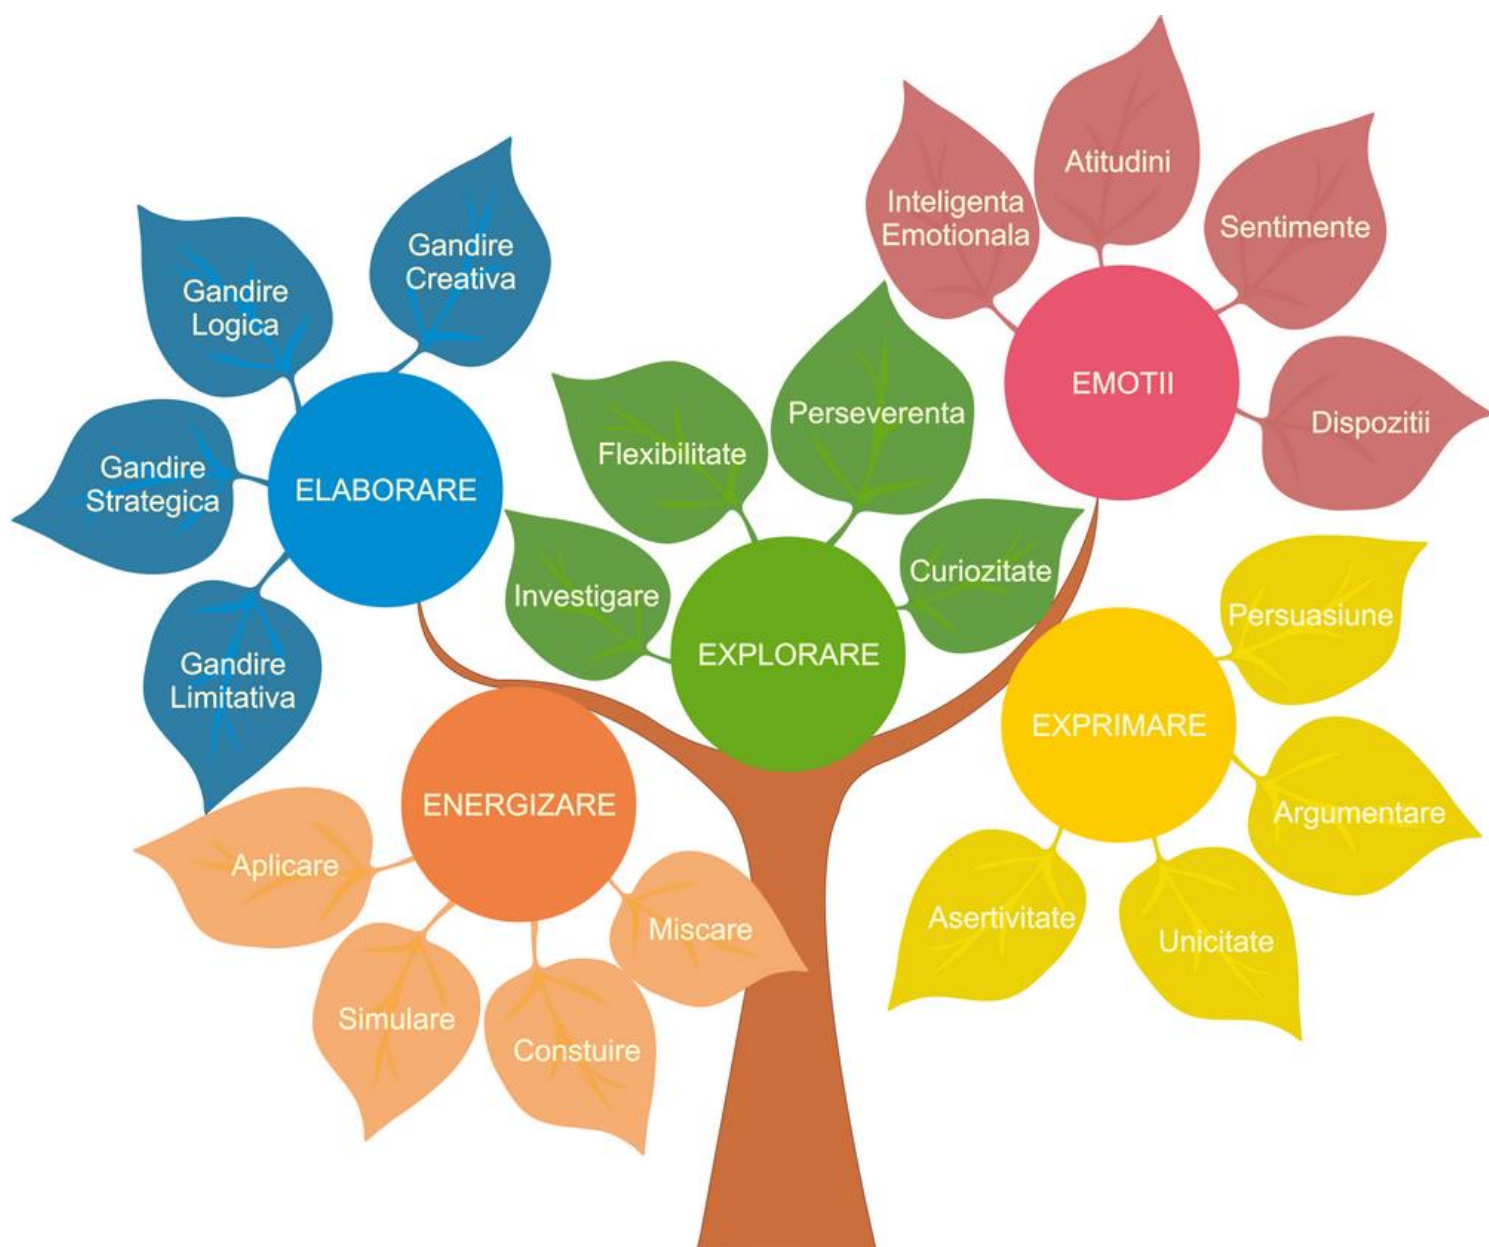 Gandire
Creativa
Gandire
Logica
Gandire
Strategica
Gandire
Limitativa
ELABORARE
Inteligenta
Emotionala
Atitudini
Sentimente
Dispozitii
EMOTII
Investigare
Flexibilitate
Perseverenta
Curiozitate
EXPLORARE
Persuasiune
Argumentare
Unicitate
Asertivitate
EXPRIMARE
ENERGIZARE
Aplicare
Simulare
Constuire
Miscare